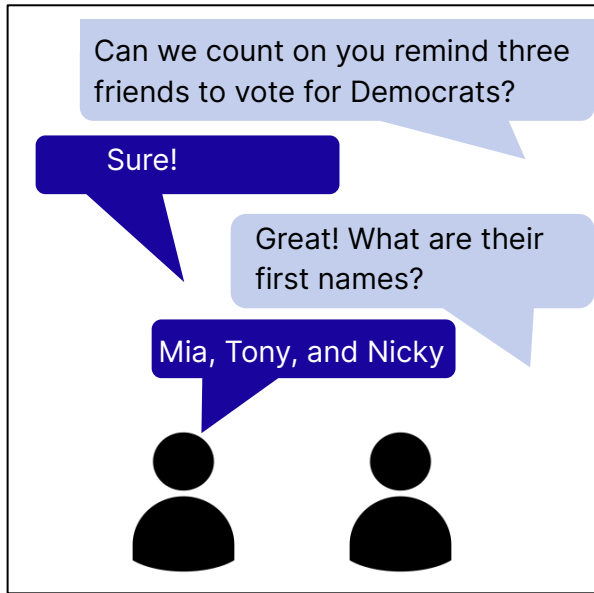 Can we count on you remind three
friends to vote for Democrats?
Sure!
Great! What are their
first names?
Mia, Tony, and Nicky